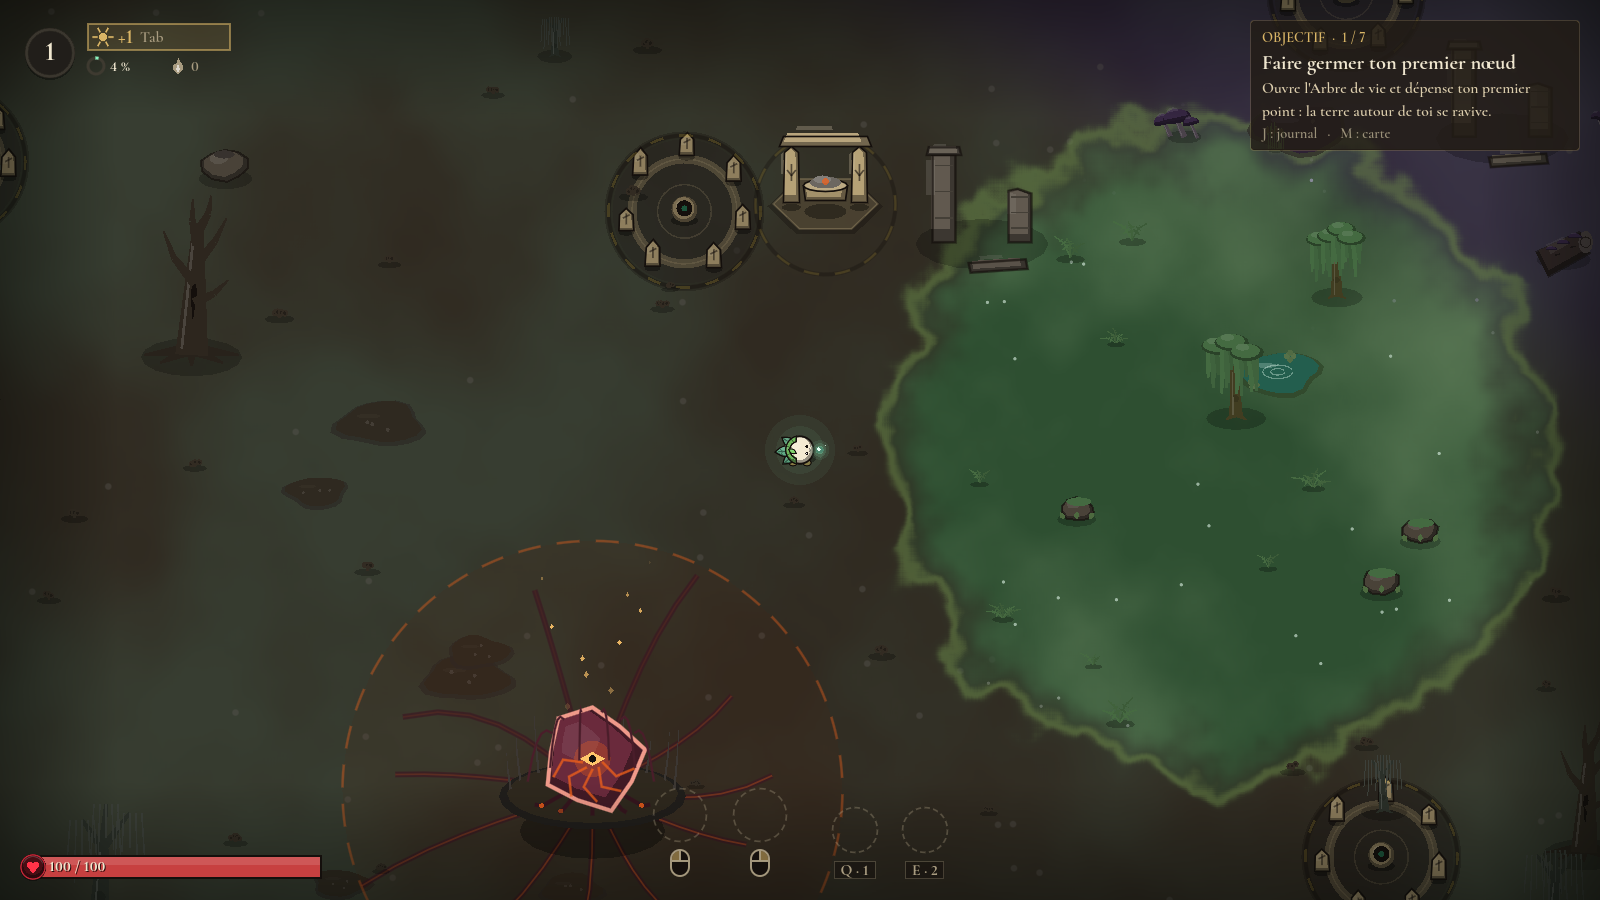 1
+1 Tab
4 %
0
OBJECTIF · 1 / 7
Faire germer ton premier nœud
Ouvre l'Arbre de vie et dépense ton premier
point : la terre autour de toi se ravive.
J : journal · M : carte
100 / 100
Q · 1
E · 2